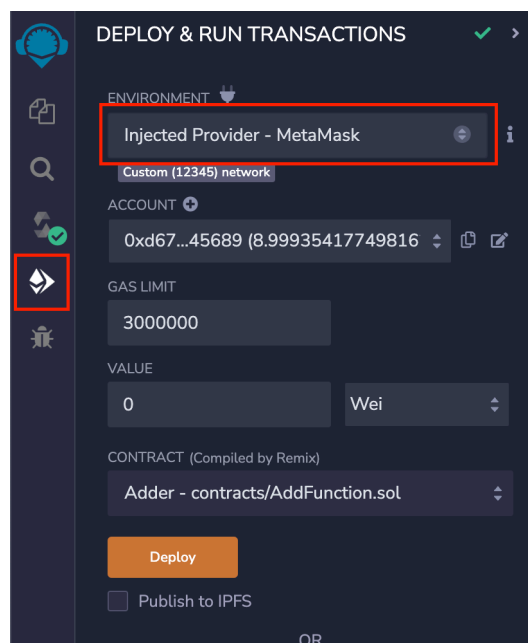 DEPLOY & RUN TRANSACTIONS
ENVIRONMENT
Injected Provider - MetaMask
i
Custom (12345) network
ACCOUNT
0xd67...45689 (8.99935417749816
GAS LIMIT
3000000
VALUE
0
Wei
CONTRACT (Compiled by Remix)
Adder - contracts/AddFunction.sol
Deploy
Publish to IPFS
OR